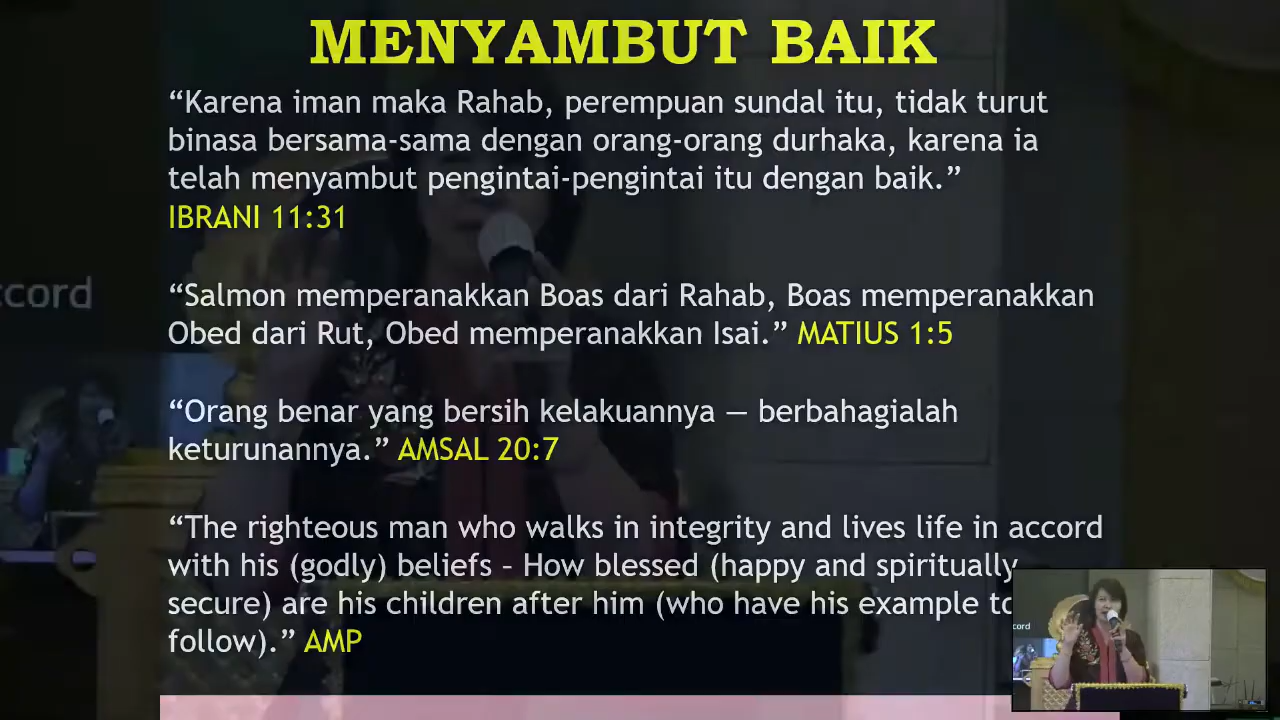 MENYAMBUT BAIK
“Karena iman maka Rahab, perempuan sundal itu, tidak turut
binasa bersama-sama dengan orang-orang durhaka, karena ia
telah menyambut pengintai-pengintai itu dengan baik.”
IBRANI 11:31
“Salmon memperanakkan Boas dari Rahab, Boas memperanakkan
Obed dari Rut, Obed memperanakkan Isai.” MATIUS 1:5
“Orang benar yang bersih kelakuannya — berbahagialah
keturunannya.” AMSAL 20:7
“The righteous man who walks in integrity and lives life in accord
with his (godly) beliefs – How blessed (happy and spiritually
secure) are his children after him (who have his example
follow).” AMP